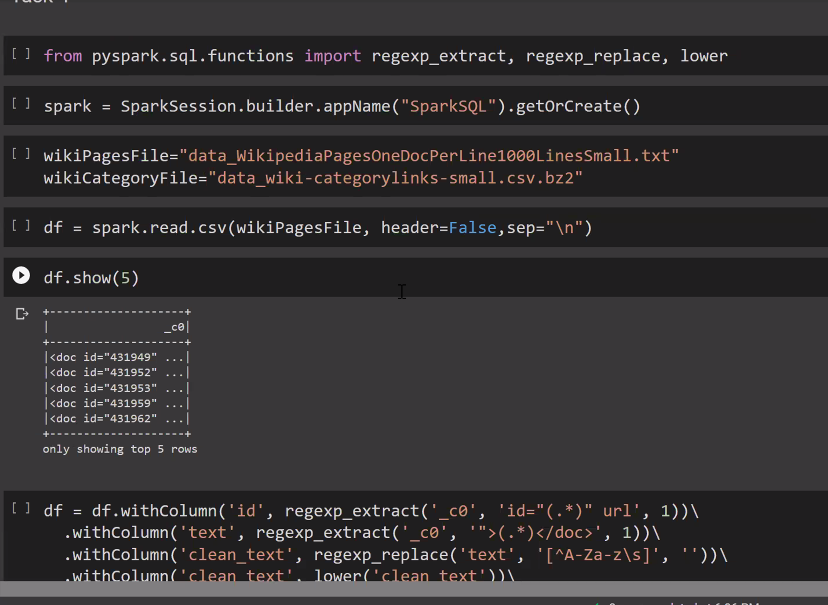 [ ] from pyspark.sql.functions import regexp_extract, regexp_replace, lower
[ ] spark = SparkSession.builder.appName("SparkSQL").getOrCreate()
[ ] wikiPagesFile="data_WikipediaPagesOneDocPerLine1000LinesSmall.txt"
wikiCategoryFile="data_wiki-categorylinks-small.csv.bz2"
[ ] df = spark.read.csv(wikiPagesFile, header=False,sep="\n")
df.show(5)
+--------------------+
|                 _c0|
+--------------------+
|<doc id="431949" ...|
|<doc id="431952" ...|
|<doc id="431953" ...|
|<doc id="431959" ...|
|<doc id="431962" ...|
+--------------------+
only showing top 5 rows
[ ] df = df.withColumn('id', regexp_extract('_c0', 'id="(.*)" url', 1))\
.withColumn('text', regexp_extract('_c0', '">(.*)</doc>', 1))\
.withColumn('clean_text', regexp_replace('text', '[^A-Za-z\s]', ''))\
.withColumn('clean_text', lower('clean_text'))\